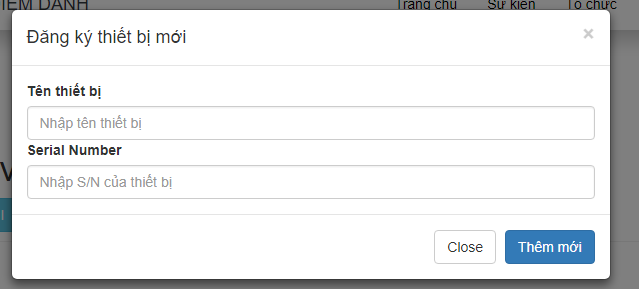 ĐIỂM DANH
Trang chủ Sự kiện Tổ chức
Đăng ký thiết bị mới
×
Tên thiết bị
Nhập tên thiết bị
Serial Number
Nhập S/N của thiết bị
Close Thêm mới